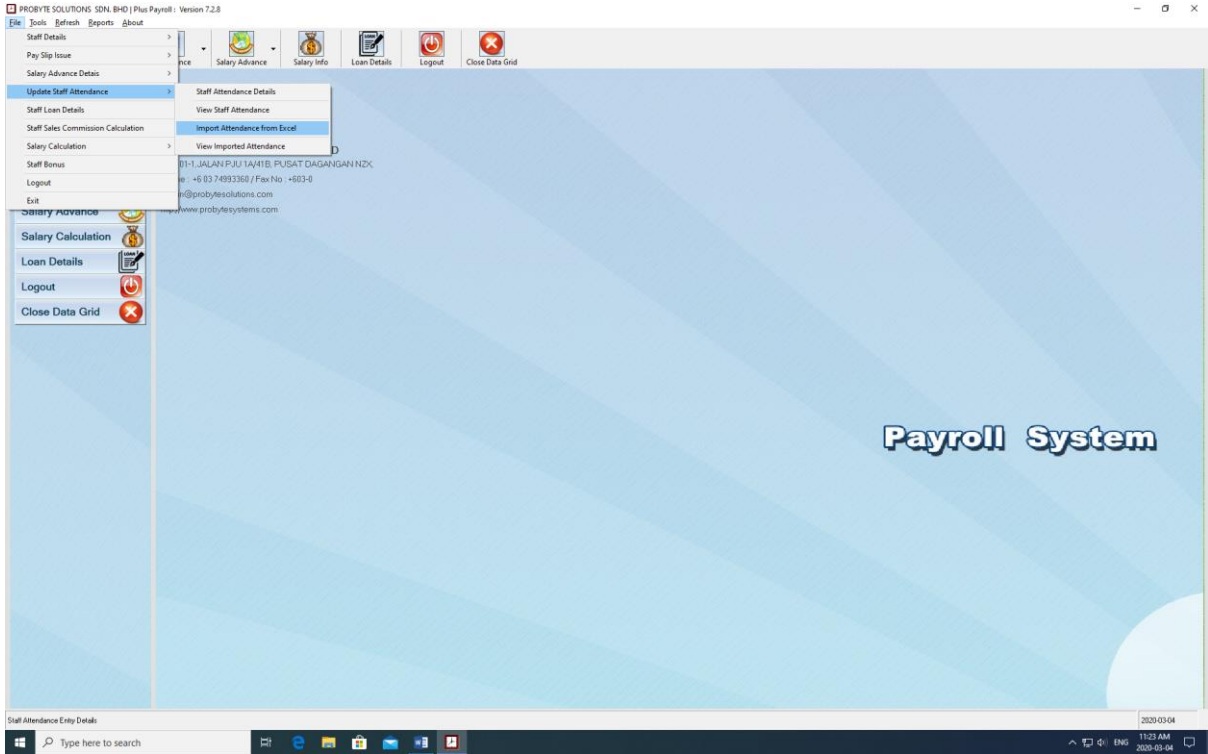 PROBYTE SOLUTIONS SDN. BHD | Plus Payroll : Version 7.2.8
File Tools Refresh Reports About
Staff Details
Pay Slip Issue
Salary Advance Detais
Update Staff Attendance
Staff Loan Details
Staff Sales Commission Calculation
Salary Calculation
Staff Bonus
Logout
Exit
Staff Attendance Details
View Staff Attendance
Import Attendance from Excel
View Imported Attendance
nce Salary Advance Salary Info Loan Details Logout Close Data Grid
D
01-1, JALAN PJU 1A/41B, PUSAT DAGANGAN NZX,
e : +6 03 74993360 / Fax No : +603-0
n@probytesolutions.com
www.probytesystems.com
Salary Advance
Salary Calculation
Loan Details
Logout
Close Data Grid
Payroll System
Staff Attendance Entry Details
2020-03-04
Type here to search
ENG
11:23 AM
2020-03-04